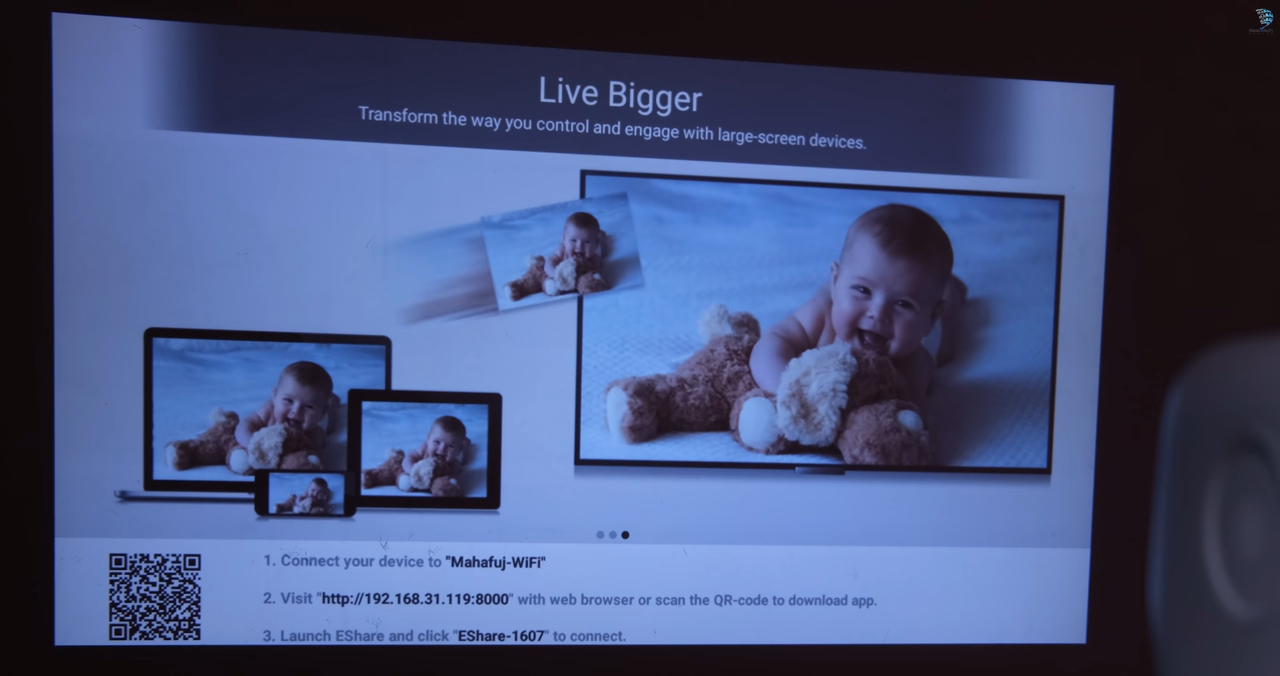 Live Bigger
Transform the way you control and engage with large-screen devices.
1. Connect your device to "Mahafuj-WiFi"
2. Visit "http://192.168.31.119:8000" with web browser or scan the QR-code to download app.
3. Launch EShare and click "EShare-1607" to connect.